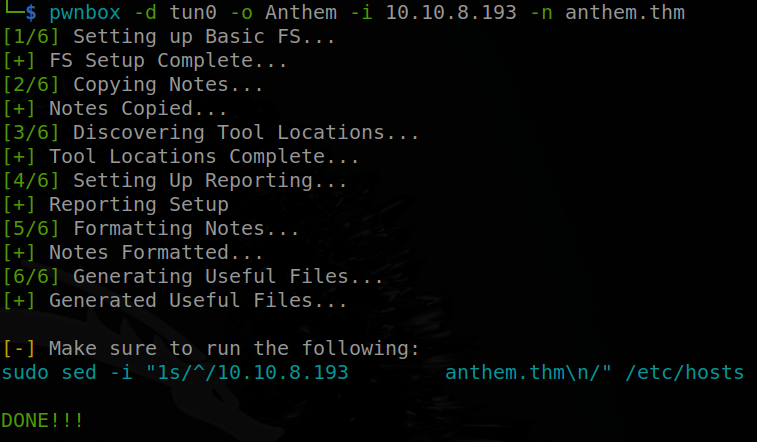 └─$ pwnbox -d tun0 -o Anthem -i 10.10.8.193 -n anthem.thm
[1/6] Setting up Basic FS...
[+] FS Setup Complete...
[2/6] Copying Notes...
[+] Notes Copied...
[3/6] Discovering Tool Locations...
[+] Tool Locations Complete...
[4/6] Setting Up Reporting...
[+] Reporting Setup
[5/6] Formatting Notes...
[+] Notes Formatted...
[6/6] Generating Useful Files...
[+] Generated Useful Files...
[-] Make sure to run the following:
sudo sed -i "1s/^/10.10.8.193        anthem.thm\n/" /etc/hosts
DONE!!!